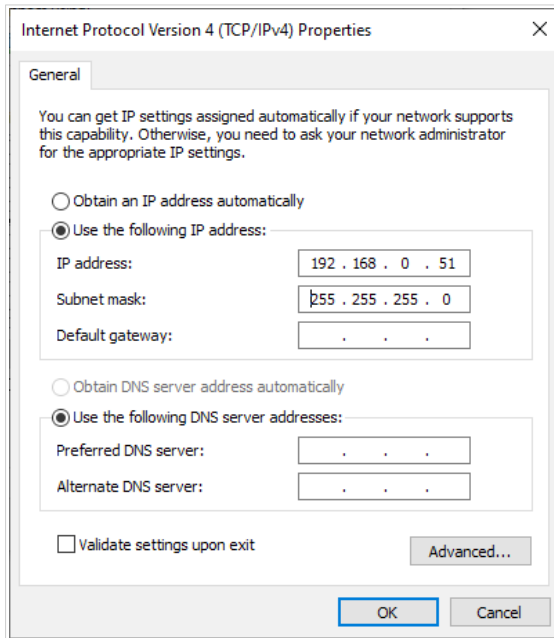 Internet Protocol Version 4 (TCP/IPv4) Properties
General
You can get IP settings assigned automatically if your network supports
this capability. Otherwise, you need to ask your network administrator
for the appropriate IP settings.
Obtain an IP address automatically
Use the following IP address:
IP address: 192 . 168 . 0 . 51
Subnet mask: 255 . 255 . 255 . 0
Default gateway: . . .
Obtain DNS server address automatically
Use the following DNS server addresses:
Preferred DNS server: . . .
Alternate DNS server: . . .
Validate settings upon exit
Advanced...
OK Cancel